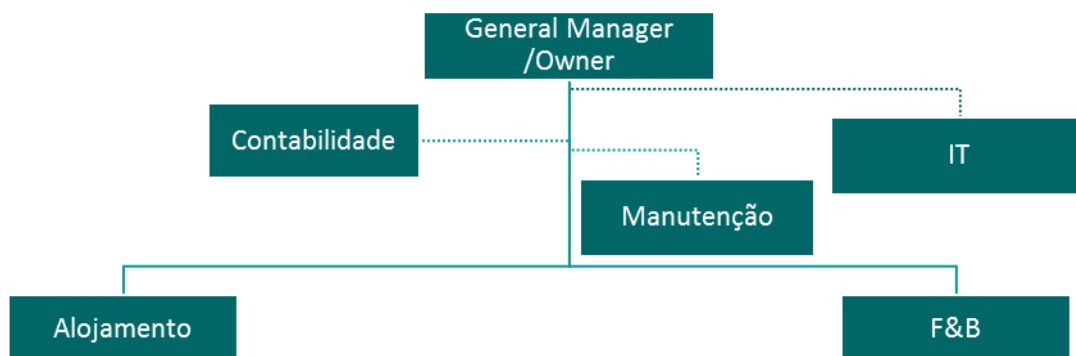 General Manager
/Owner
Contabilidade
IT
Manutenção
Alojamento
F&B